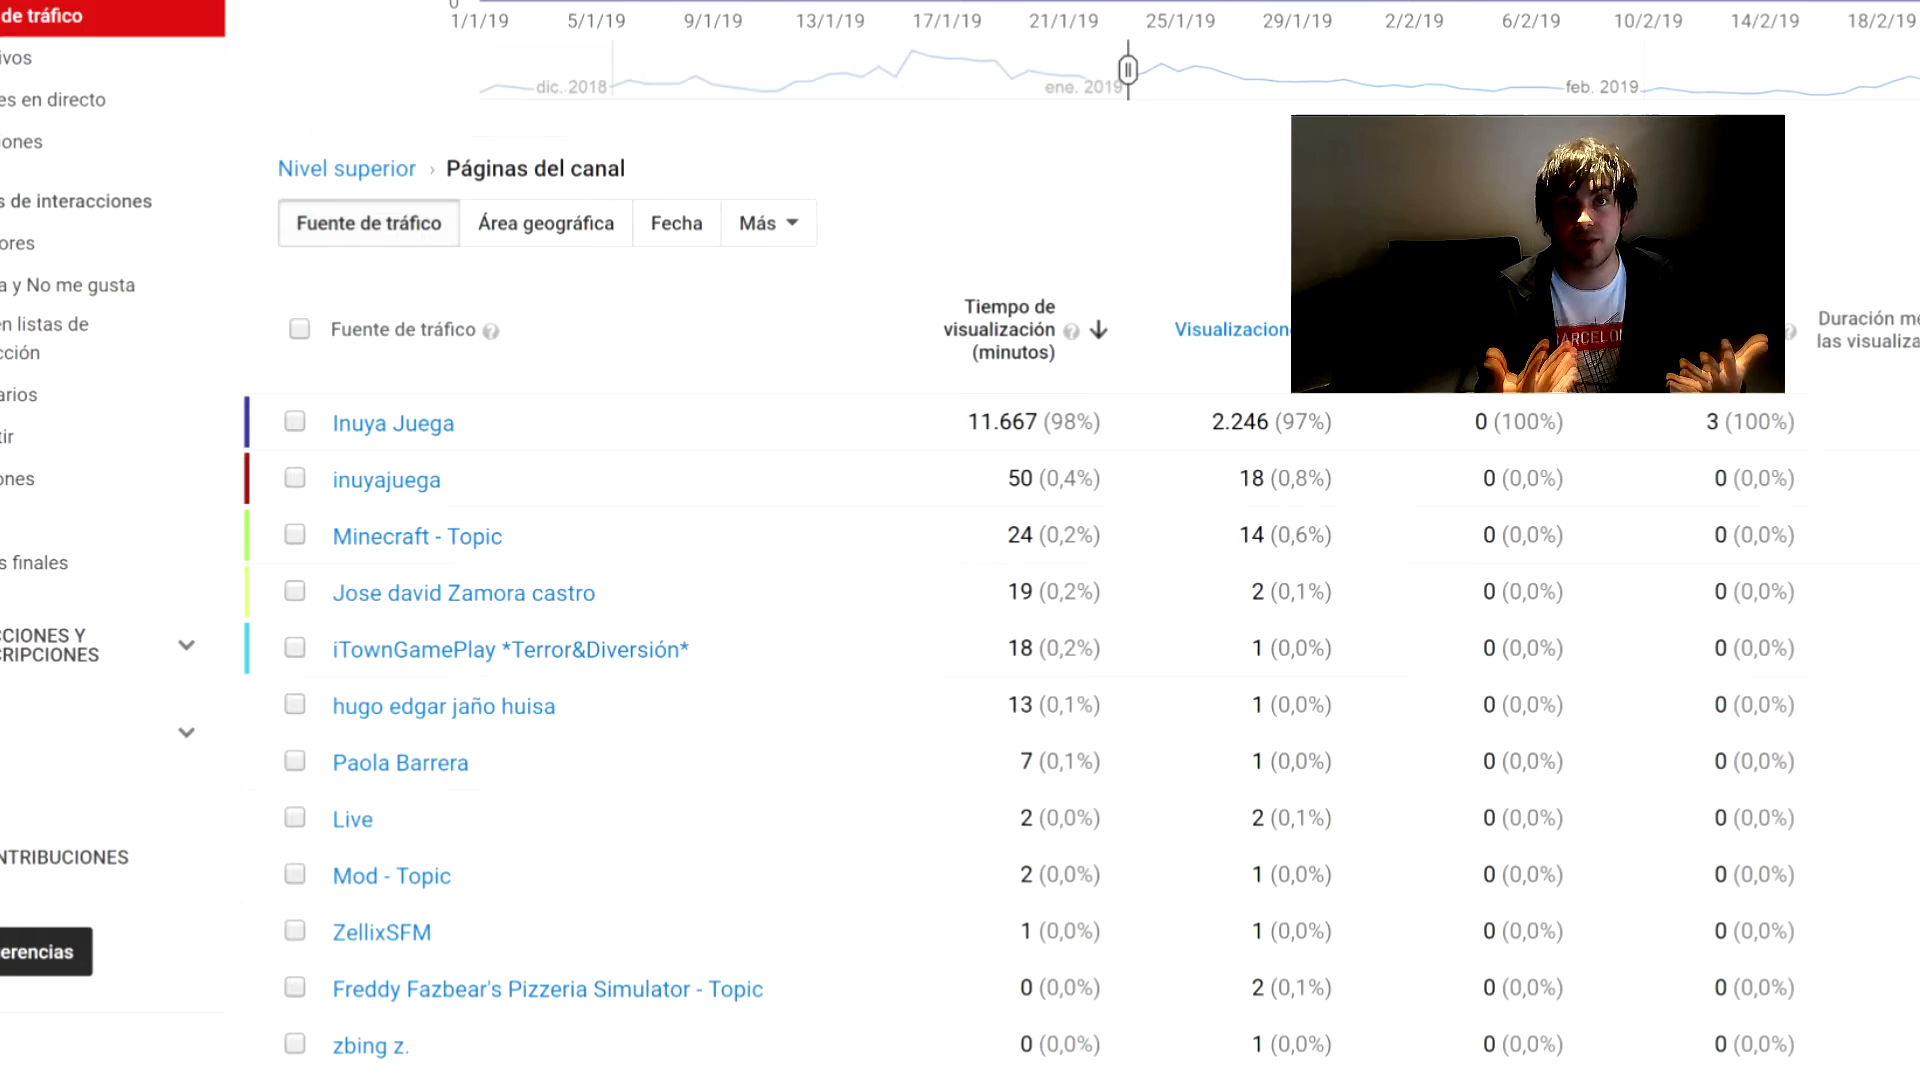 de tráfico
0
1/1/19 5/1/19 9/1/19 13/1/19 17/1/19 21/1/19 25/1/19 29/1/19 2/2/19 6/2/19 10/2/19 14/2/19 18/2/19
dic. 2018 ene. 2019 feb. 2019
ivos
es en directo
iones
s de interacciones
ores
a y No me gusta
en listas de
cción
arios
tir
ones
s finales
CCIONES Y
CRIPCIONES
NTRIBUCIONES
erencias
Nivel superior › Páginas del canal
Fuente de tráfico Área geográfica Fecha Más
Fuente de tráfico ?
Tiempo de
visualización ?
(minutos)
Visualizacion
Duración me
las visualiza
BARCELON
Inuya Juega 11.667 (98%) 2.246 (97%) 0 (100%) 3 (100%)
inuyajuega 50 (0,4%) 18 (0,8%) 0 (0,0%) 0 (0,0%)
Minecraft - Topic 24 (0,2%) 14 (0,6%) 0 (0,0%) 0 (0,0%)
Jose david Zamora castro 19 (0,2%) 2 (0,1%) 0 (0,0%) 0 (0,0%)
iTownGamePlay *Terror&Diversión* 18 (0,2%) 1 (0,0%) 0 (0,0%) 0 (0,0%)
hugo edgar jaño huisa 13 (0,1%) 1 (0,0%) 0 (0,0%) 0 (0,0%)
Paola Barrera 7 (0,1%) 1 (0,0%) 0 (0,0%) 0 (0,0%)
Live 2 (0,0%) 2 (0,1%) 0 (0,0%) 0 (0,0%)
Mod - Topic 2 (0,0%) 1 (0,0%) 0 (0,0%) 0 (0,0%)
ZellixSFM 1 (0,0%) 1 (0,0%) 0 (0,0%) 0 (0,0%)
Freddy Fazbear's Pizzeria Simulator - Topic 0 (0,0%) 2 (0,1%) 0 (0,0%) 0 (0,0%)
zbing z. 0 (0,0%) 1 (0,0%) 0 (0,0%) 0 (0,0%)